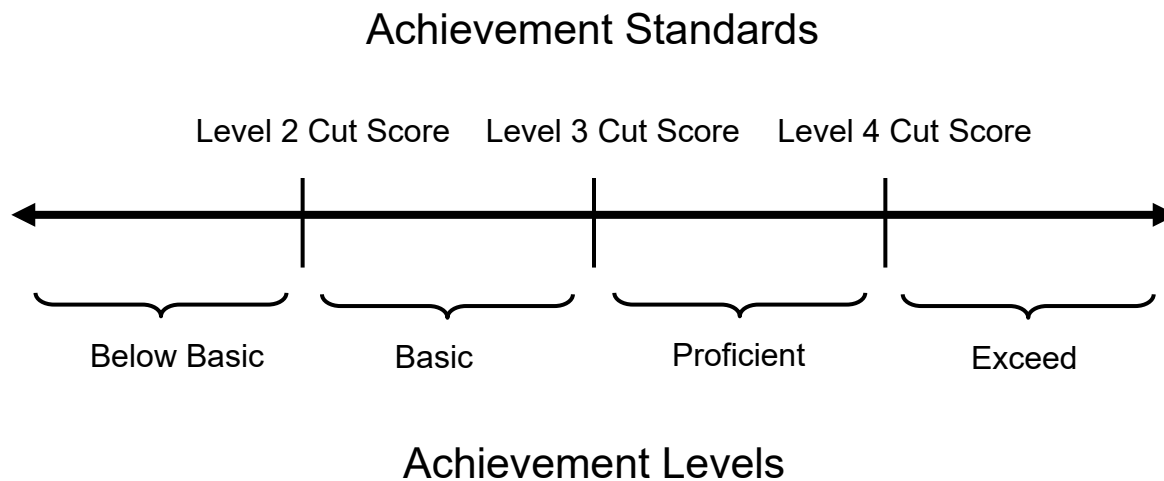 Achievement Standards
Level 2 Cut Score Level 3 Cut Score Level 4 Cut Score
Below Basic Basic Proficient Exceed
Achievement Levels